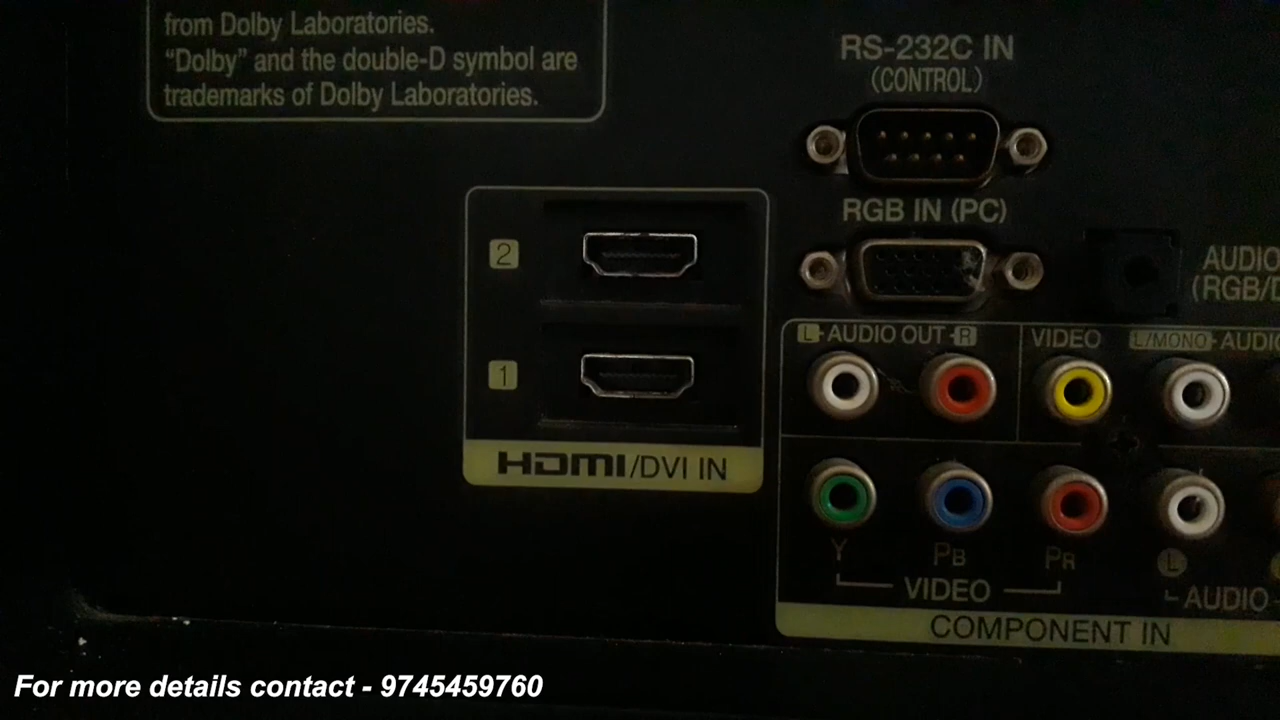 from Dolby Laboratories.
“Dolby” and the double-D symbol are
trademarks of Dolby Laboratories.
RS-232C IN
(CONTROL)
RGB IN (PC)
AUDIO
(RGB/D
2
1
HDMI/DVI IN
L AUDIO OUT R
VIDEO
L/MONO AUDIO
Y
PB
PR
L
VIDEO
AUDIO
COMPONENT IN
For more details contact - 9745459760